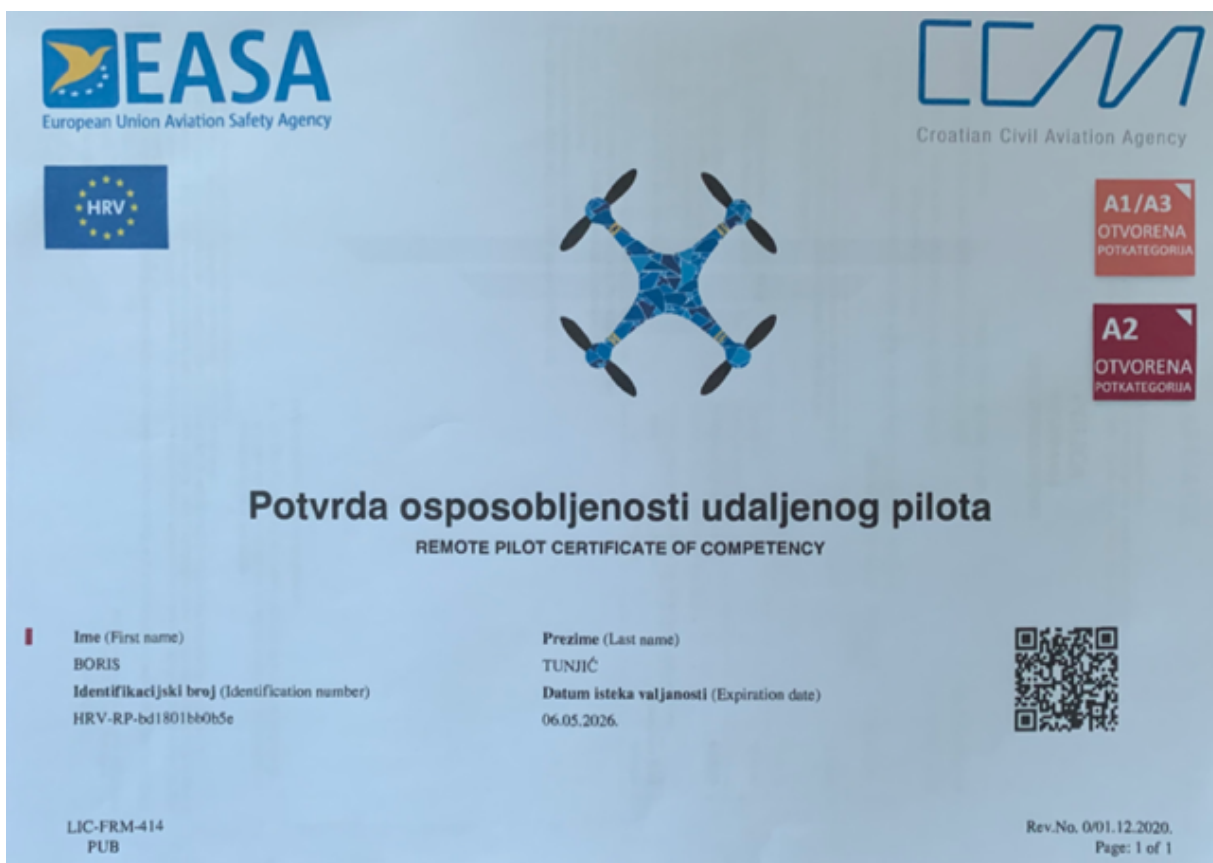 EASA
European Union Aviation Safety Agency
CCAA
Croatian Civil Aviation Agency
HRV
A1/A3
OTVORENA
POTKATEGORIJA
A2
OTVORENA
POTKATEGORIJA
Potvrda osposobljenosti udaljenog pilota
REMOTE PILOT CERTIFICATE OF COMPETENCY
Ime (First name)
BORIS
Identifikacijski broj (Identification number)
HRV-RP-bd1801bb0b5e
Prezime (Last name)
TUNJIĆ
Datum isteka valjanosti (Expiration date)
06.05.2026.
LIC-FRM-414
PUB
Rev.No. 0/01.12.2020.
Page: 1 of 1